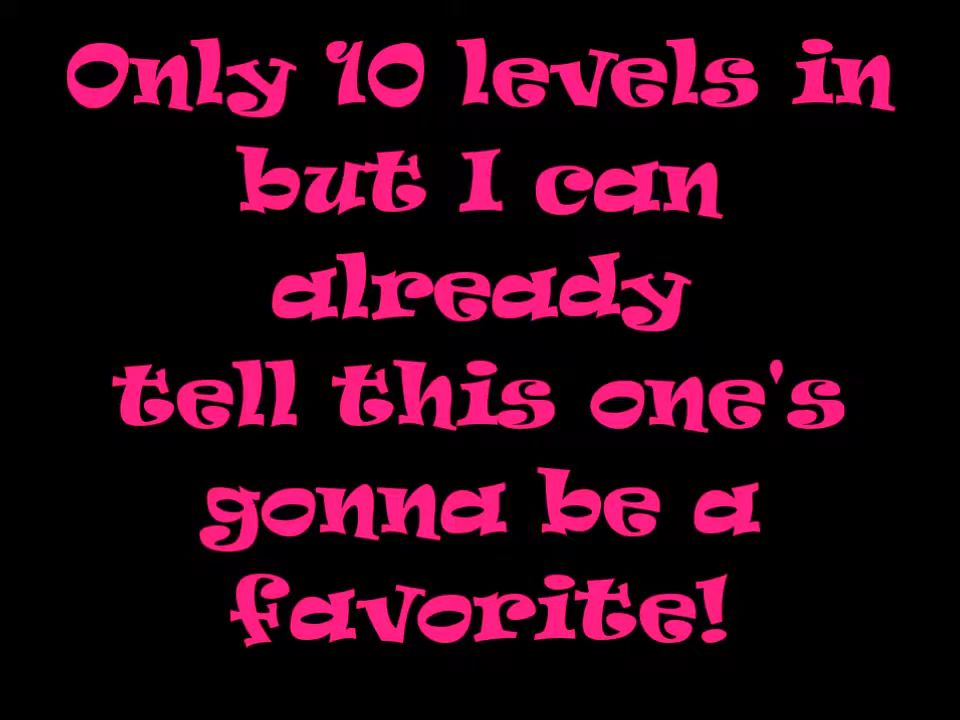 Only 10 levels in
but I can
already
tell this one's
gonna be a
favorite!